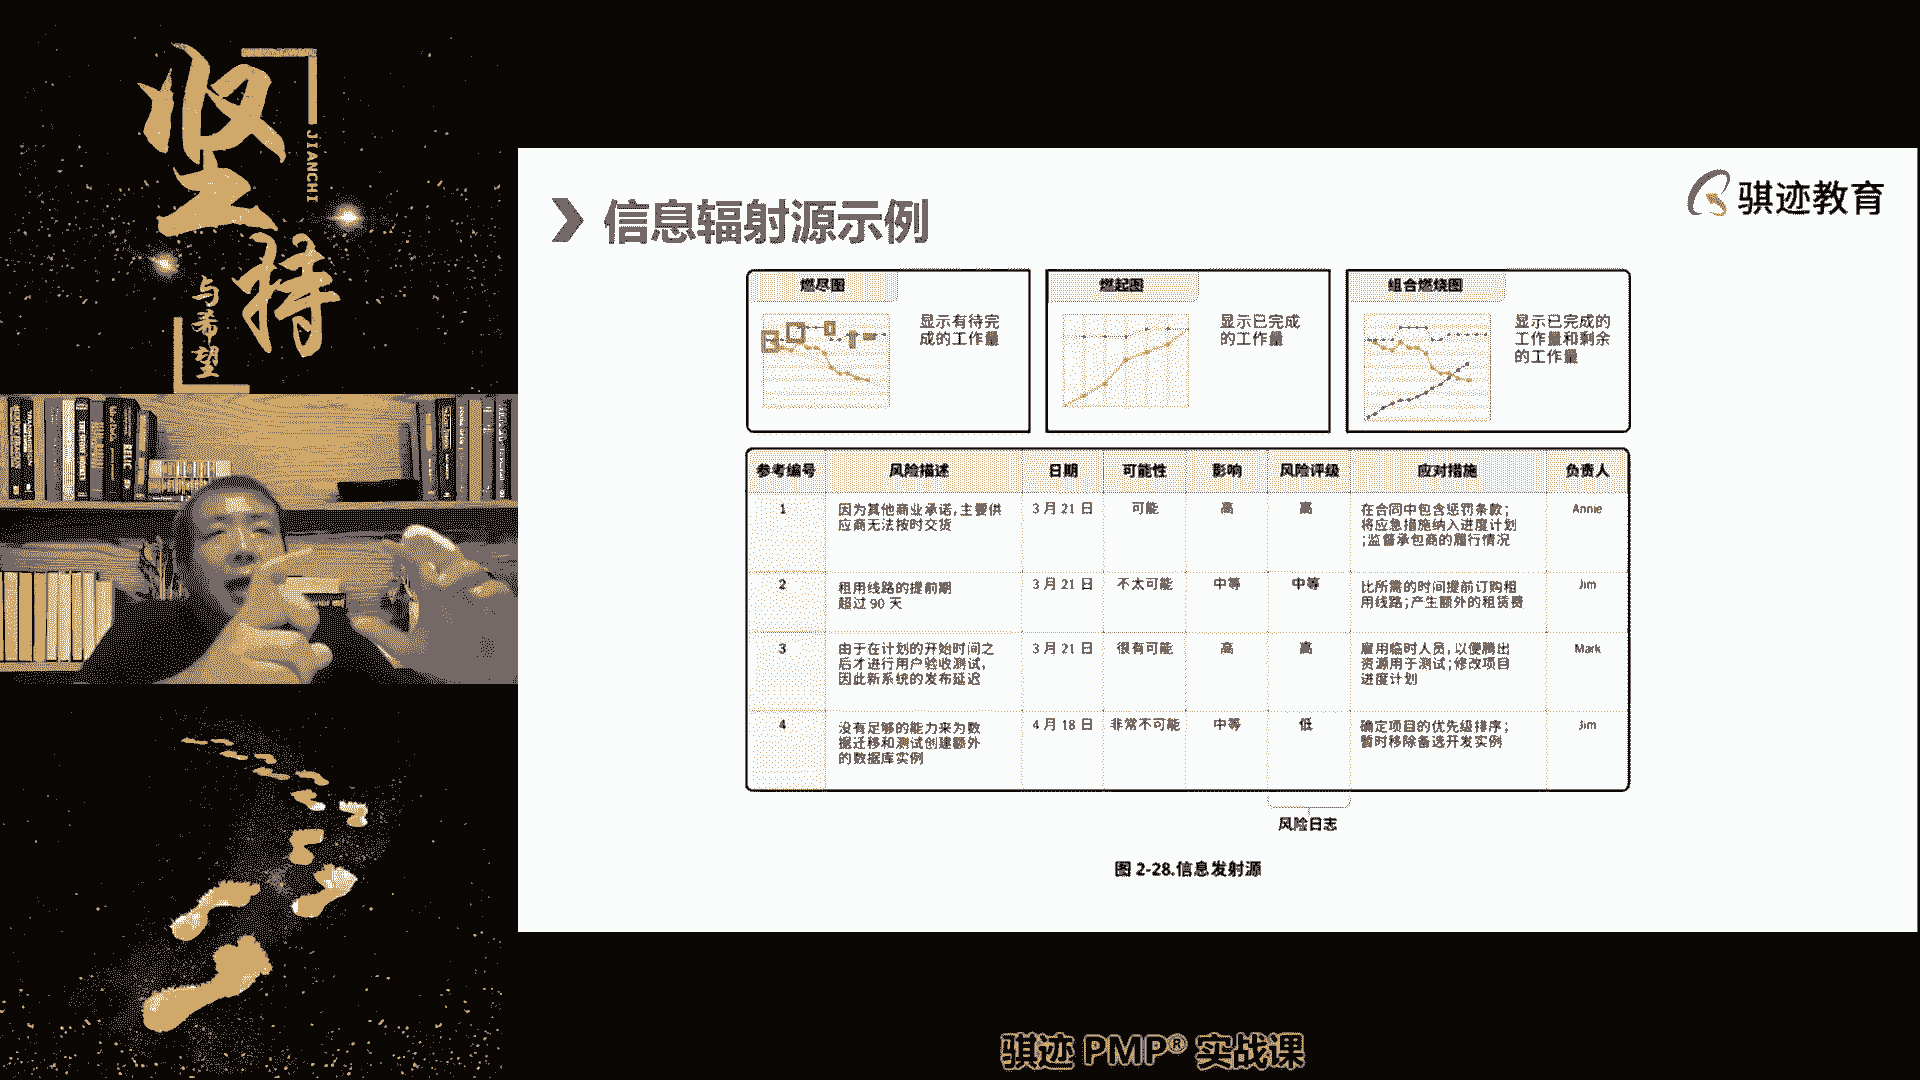 坚持
JIANCHI
与希望
骐迹教育
信息辐射源示例
燃尽图
显示有待完
成的工作量
燃起图
显示已完成
的工作量
组合燃烧图
显示已完成的
工作量和剩余
的工作量
参考编号 风险描述 日期 可能性 影响 风险评级 应对措施 负责人
1 因为其他商业承诺,主要供 3 月 21 日 可能 高 高 在合同中包含惩罚条款; Annie
应商无法按时交货 将应急措施纳入进度计划
;监督承包商的履行情况
2 租用线路的提前期 3 月 21 日 不太可能 中等 中等 比所需的时间提前订购租 Jim
超过 90 天 用线路;产生额外的租赁费
3 由于在计划的开始时间之 3 月 21 日 很有可能 高 高 雇用临时人员,以便腾出 Mark
后才进行用户验收测试, 资源用于测试;修改项目
因此新系统的发布延迟 进度计划
4 没有足够的能力来为数 4 月 18 日 非常不可能 中等 低 确定项目的优先级排序; Jim
据迁移和测试创建额外 暂时移除备选开发实例
的数据库实例
风险日志
图 2-28.信息发射源
骐迹 PMP® 实战课